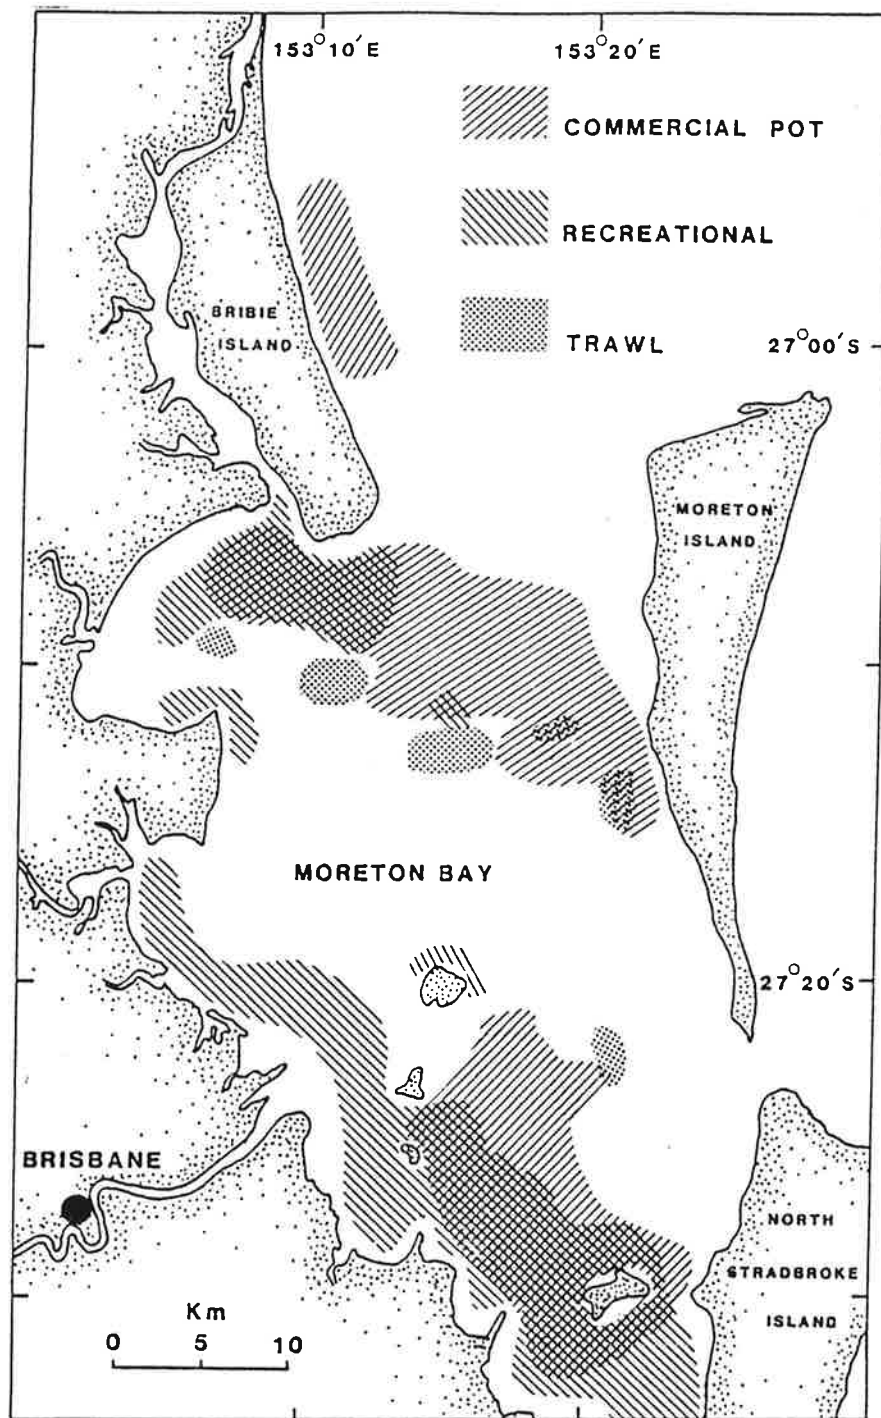 153°10′E
153°20′E
COMMERCIAL POT
RECREATIONAL
TRAWL
27°00′S
BRIBIE
ISLAND
MORETON
ISLAND
MORETON BAY
27°20′S
BRISBANE
NORTH
STRADBROKE
ISLAND
Km
0 5 10